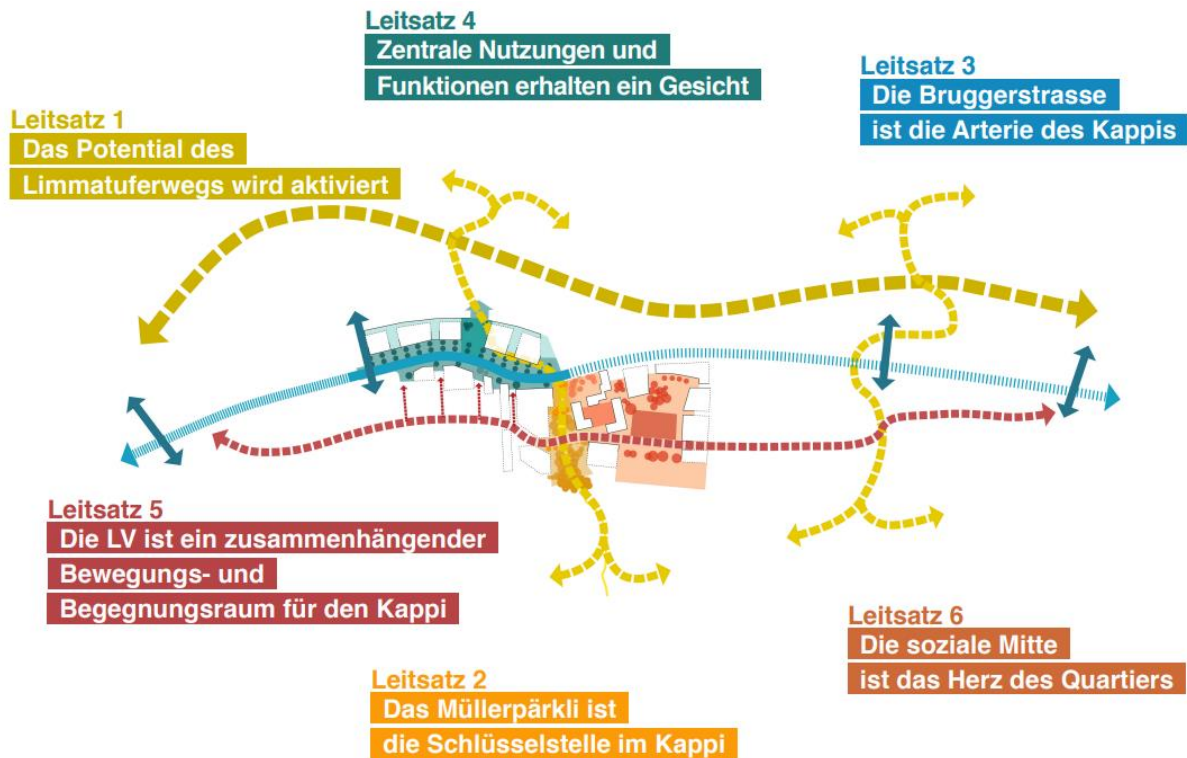 Leitsatz 4
Zentrale Nutzungen und
Funktionen erhalten ein Gesicht
Leitsatz 3
Die Bruggerstrasse
ist die Arterie des Kappis
Leitsatz 1
Das Potential des
Limmatuferwegs wird aktiviert
Leitsatz 5
Die LV ist ein zusammenhängender
Bewegungs- und
Begegnungsraum für den Kappi
Leitsatz 6
Die soziale Mitte
ist das Herz des Quartiers
Leitsatz 2
Das Müllerpärkli ist
die Schlüsselstelle im Kappi